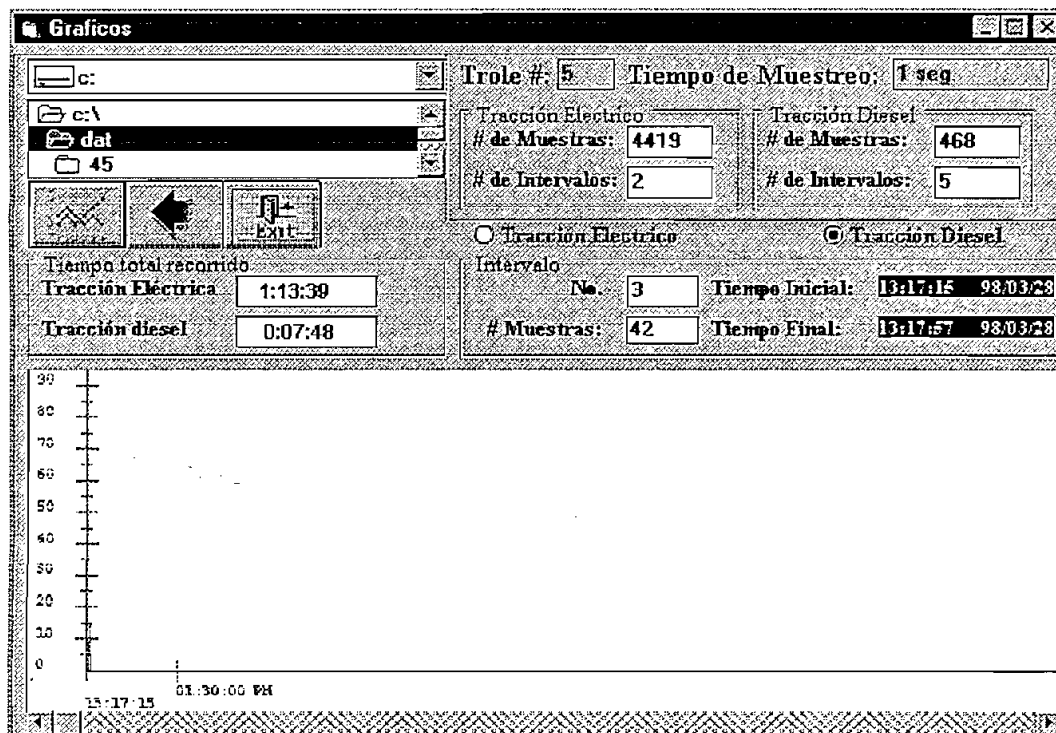 Graficos
c:
c:\
dat
45
Trole #: 5 Tiempo de Muestreo: 1 seg
Tracción Electrico
# de Muestras: 4419
# de Intervalos: 2
Tracción Diesel
# de Muestras: 468
# de Intervalos: 5
Exit
Tracción Electrico Tracción Diesel
Tiempo total recorrido
Tracción Eléctrica 1:13:39
Tracción diesel 0:07:48
Intervalo
No. 3 Tiempo Inicial: 13:17:15 98/03/28
# Muestras: 42 Tiempo Final: 13:17:57 98/03/28
90
80
70
60
50
40
30
20
10
0
01:30:00 PM
13:17:15